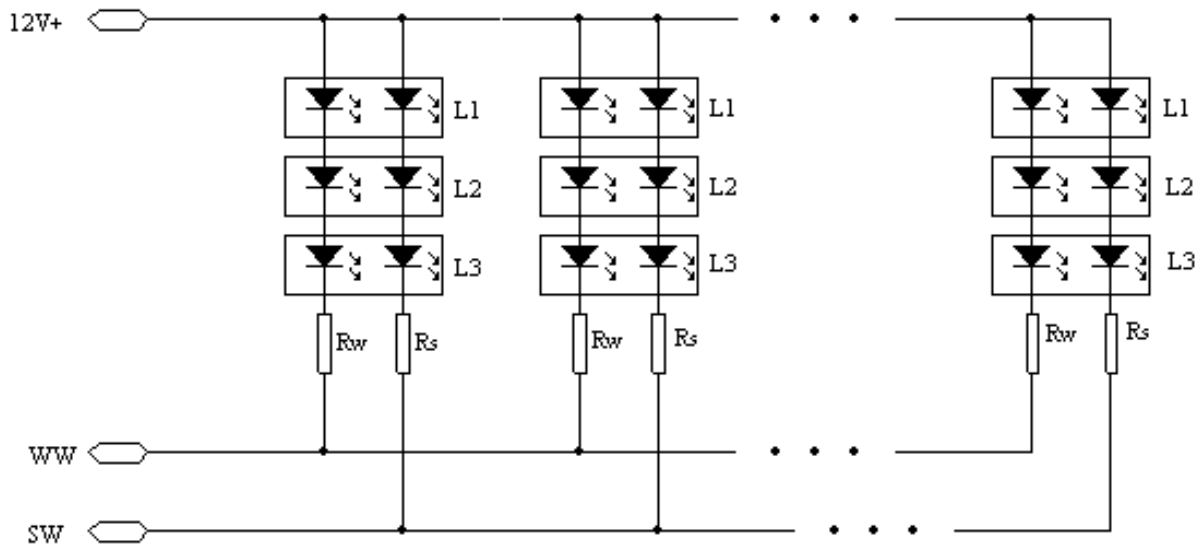 12V+
L1 L1 L1
L2 L2 L2
L3 L3 L3
Rw Rs Rw Rs Rw Rs
WW
SW